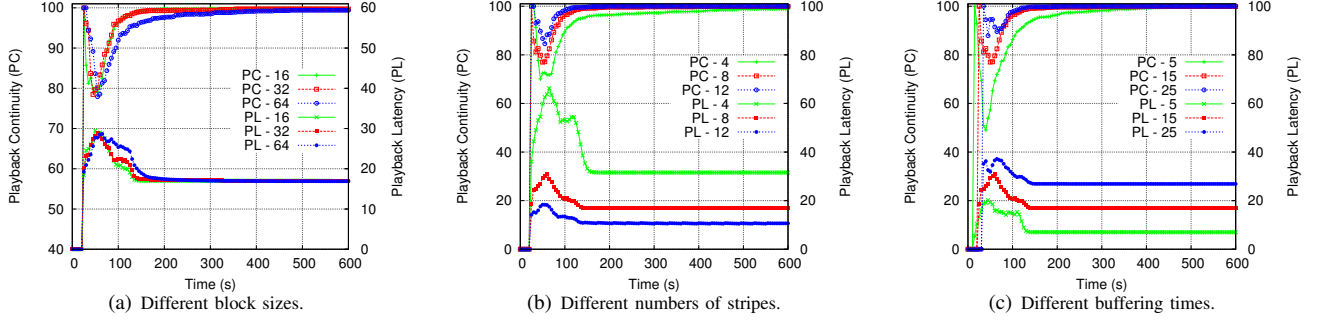 Playback Continuity (PC)
100
90
80
70
60
50
40
60
50
40
30
20
10
0
Playback Latency (PL)
PC - 16
PC - 32
PC - 64
PL - 16
PL - 32
PL - 64
0 100 200 300 400 500 600
Time (s)
(a) Different block sizes.
Playback Continuity (PC)
100
80
60
40
20
0
100
80
60
40
20
0
Playback Latency (PL)
PC - 4
PC - 8
PC - 12
PL - 4
PL - 8
PL - 12
0 100 200 300 400 500 600
Time (s)
(b) Different numbers of stripes.
Playback Continuity (PC)
100
80
60
40
20
0
100
80
60
40
20
0
Playback Latency (PL)
PC - 5
PC - 15
PC - 25
PL - 5
PL - 15
PL - 25
0 100 200 300 400 500 600
Time (s)
(c) Different buffering times.